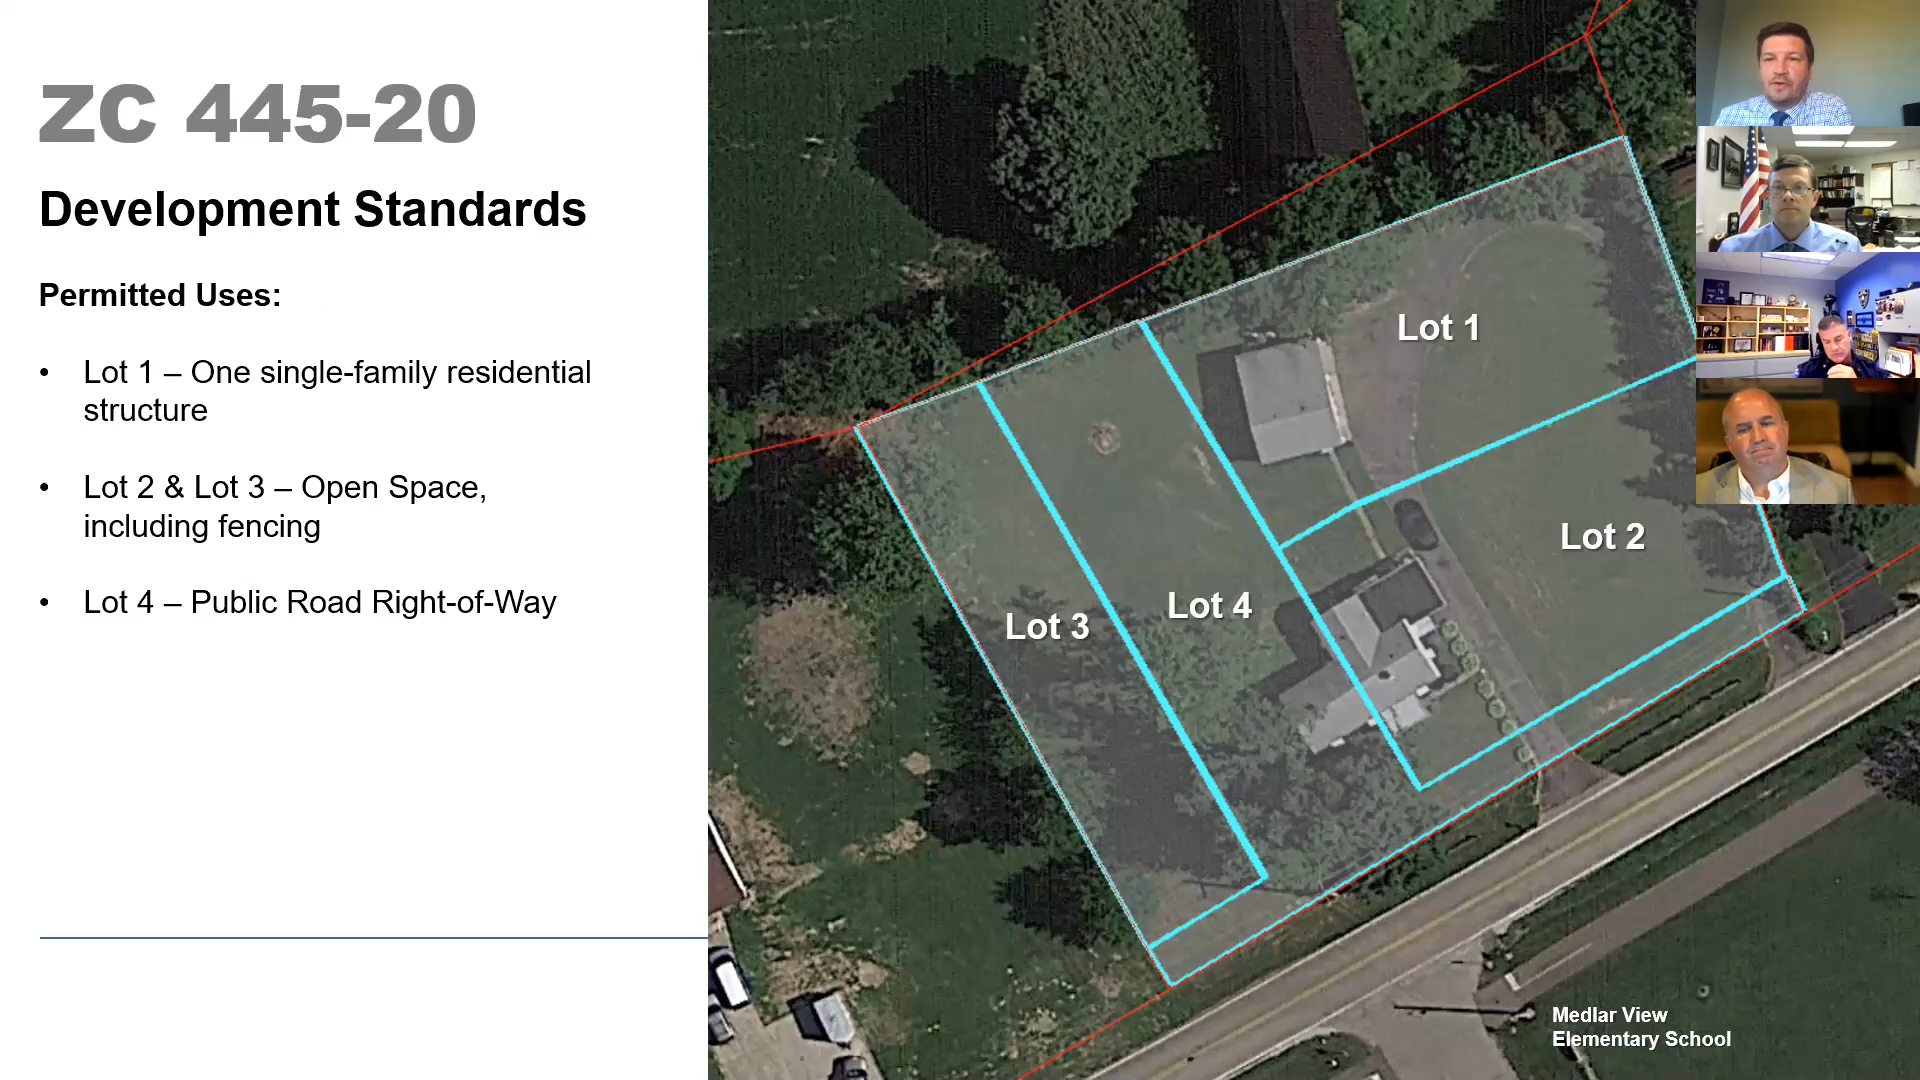 ZC 445-20
Development Standards
Permitted Uses:
• Lot 1 – One single-family residential
structure
• Lot 2 & Lot 3 – Open Space,
including fencing
• Lot 4 – Public Road Right-of-Way
Lot 1
Lot 2
Lot 4
Lot 3
Medlar View
Elementary School